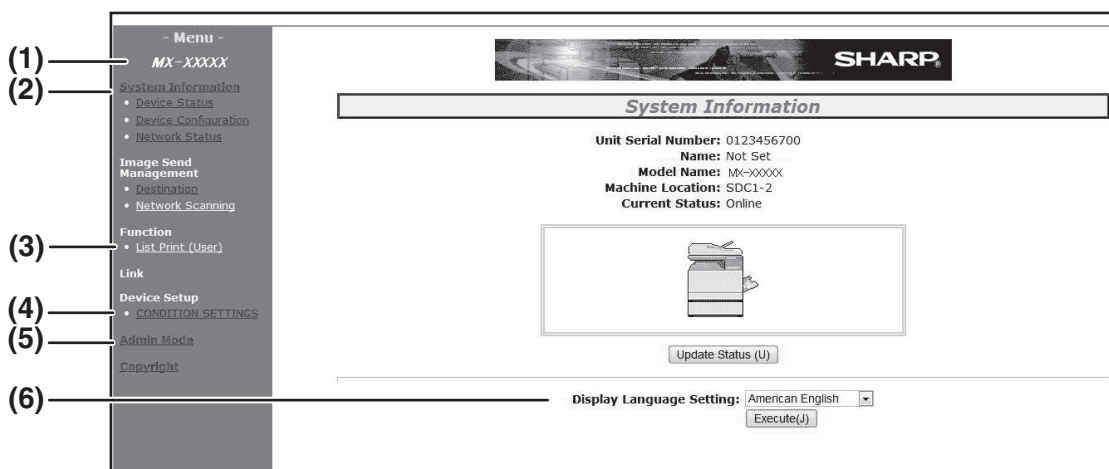 - Menu -
(1)
MX-XXXXX
(2)
System Information
• Device Status
• Device Configuration
• Network Status
Image Send
Management
• Destination
• Network Scanning
Function
(3)
• List Print (User)
Link
Device Setup
(4)
• CONDITION SETTINGS
(5)
Admin Mode
Copyright
(6)
SHARP®
System Information
Unit Serial Number: 0123456700
Name: Not Set
Model Name: MX-XXXXX
Machine Location: SDC1-2
Current Status: Online
Update Status (U)
Display Language Setting: American English
Execute(J)